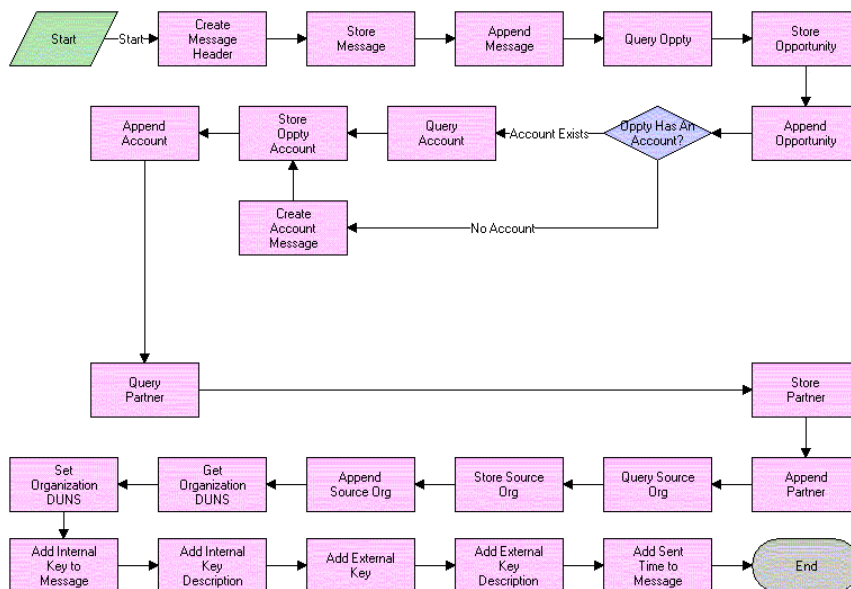 Start
Start
Create
Message
Header
Store
Message
Append
Message
Query Oppty
Store
Opportunity
Append
Account
Store
Oppty
Account
Query
Account
Account Exists
Oppty Has An
Account?
Append
Opportunity
Create
Account
Message
No Account
Query
Partner
Store
Partner
Set
Organization
DUNS
Get
Organization
DUNS
Append
Source Org
Store Source
Org
Query Source
Org
Append
Partner
Add Internal
Key to
Message
Add Internal
Key
Description
Add External
Key
Add External
Key
Description
Add Sent
Time to
Message
End